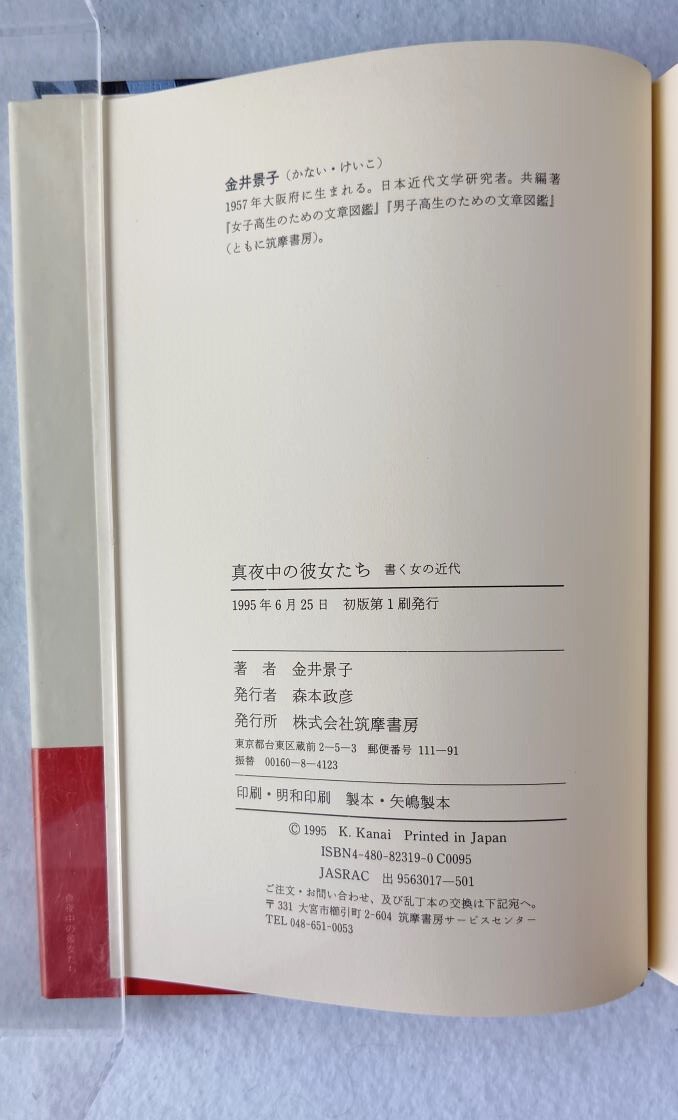 金井景子（かない・けいこ）
1957年大阪府に生まれる。日本近代文学研究者。共編著
『女子高生のための文章図鑑』『男子高生のための文章図鑑』
（ともに筑摩書房）。
真夜中の彼女たち　書く女の近代
1995年6月25日　初版第1刷発行
著　者　金井景子
発行者　森本政彦
発行所　株式会社筑摩書房
東京都台東区蔵前2―5―3　郵便番号 111―91
振替　00160―8―4123
印刷・明和印刷　製本・矢嶋製本
© 1995　K. Kanai　Printed in Japan
ISBN4-480-82319-0 C0095
JASRAC　出 9563017―501
ご注文・お問い合わせ、及び乱丁本の交換は下記宛へ。
〒331 大宮市櫛引町2-604 筑摩書房サービスセンター
TEL 048-651-0053
真夜中の彼女たち